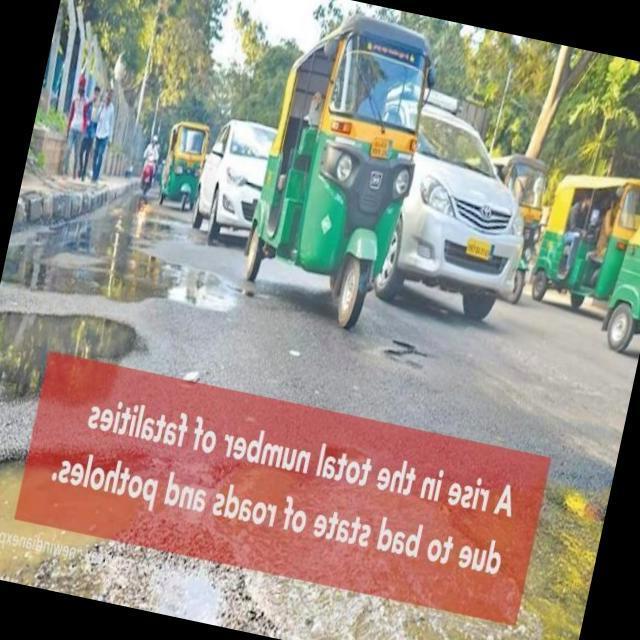 A rise in the total number of fatalities
due to bad state of roads and potholes.